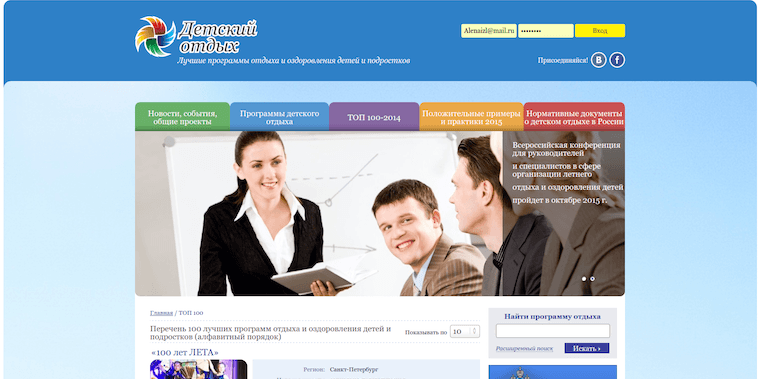 Детский
отдых
Лучшие программы отдыха и оздоровления детей и подростков
Alenaizl@mail.ru
Вход
Присоединяйся!
В
f
Новости, события,
общие проекты
Программы детского
отдыха
ТОП 100-2014
Положительные примеры
и практики 2015
Нормативные документы
о детском отдыхе в России
Всероссийская конференция
для руководителей
и специалистов в сфере
организации летнего
отдыха и оздоровления детей
пройдет в октябре 2015 г.
Главная / ТОП 100
Перечень 100 лучших программ отдыха и оздоровления детей и
подростков (алфавитный порядок)
Показывать по 10
«100 лет ЛЕТА»
Регион: Санкт-Петербург
Найти программу отдыха
Расширенный поиск
Искать ›